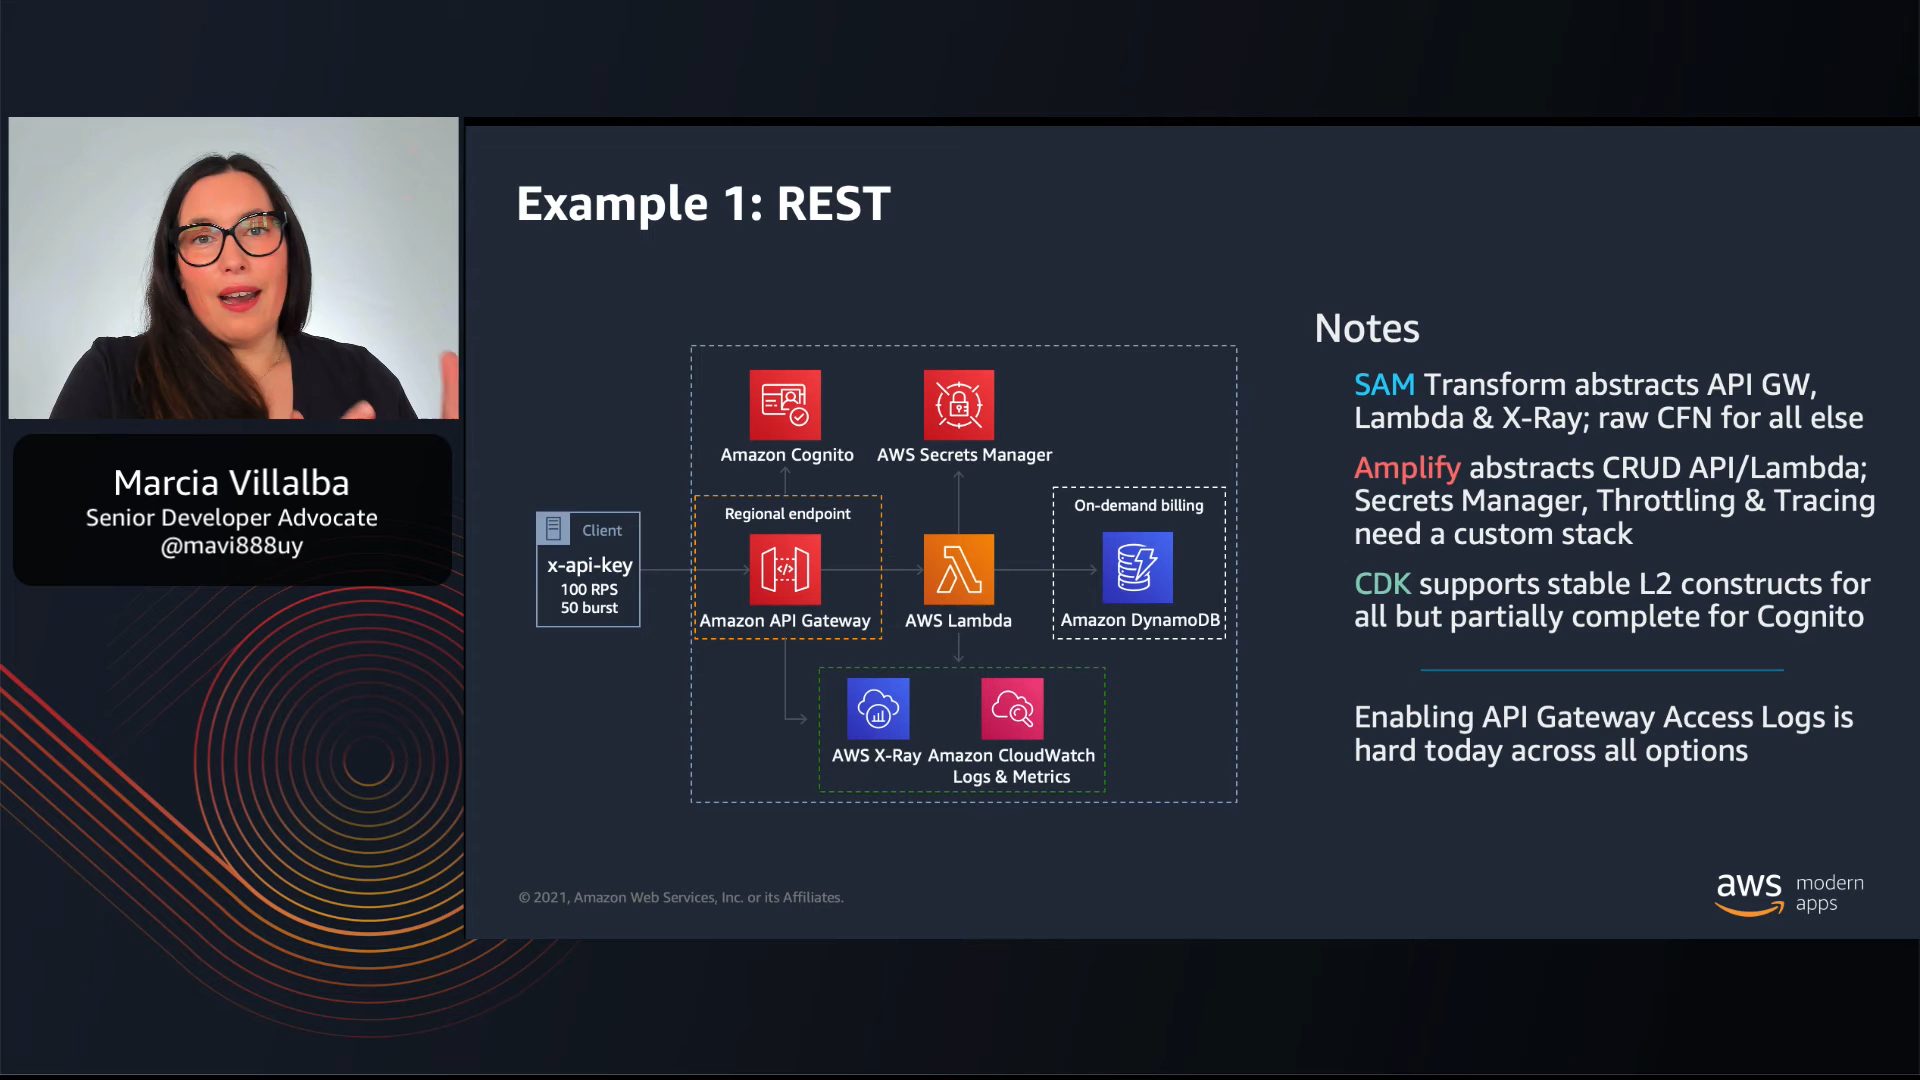 Example 1: REST
Marcia Villalba
Senior Developer Advocate
@mavi888uy
Client
x-api-key
100 RPS
50 burst
Amazon Cognito
AWS Secrets Manager
Regional endpoint
Amazon API Gateway
AWS Lambda
On-demand billing
Amazon DynamoDB
AWS X-Ray
Amazon CloudWatch
Logs & Metrics
Notes
SAM Transform abstracts API GW,
Lambda & X-Ray; raw CFN for all else
Amplify abstracts CRUD API/Lambda;
Secrets Manager, Throttling & Tracing
need a custom stack
CDK supports stable L2 constructs for
all but partially complete for Cognito
Enabling API Gateway Access Logs is
hard today across all options
© 2021, Amazon Web Services, Inc. or its Affiliates.
aws modern
apps